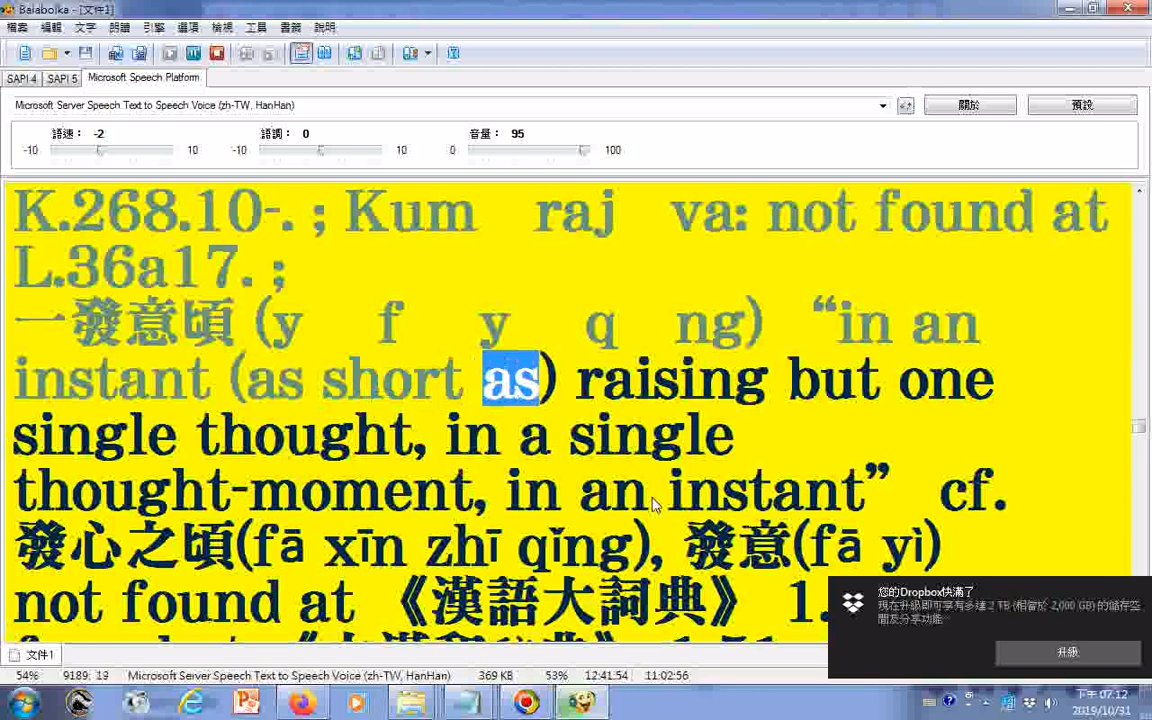 Balabolka - [文件1]
檔案 編輯 文字 朗讀 引擎 選項 檢視 工具 書籤 說明
SAPI 4 SAPI 5 Microsoft Speech Platform
Microsoft Server Speech Text to Speech Voice (zh-TW, HanHan) 關於 預設
語速： -2 語調： 0 音量： 95
-10 10 -10 10 0 100
K.268.10-. ; Kum raj va: not found at
L.36a17. ;
一發意頃 (y f y q ng) “in an
instant (as short as) raising but one
single thought, in a single
thought-moment, in an instant” cf.
發心之頃(fā xīn zhī qǐng), 發意(fā yì)
not found at 《漢語大詞典》 1.
您的Dropbox快滿了
現在升級即可享有多達 2 TB (相當於 2,000 GB) 的儲存空
間及分享功能
升級
文件1
54% 9189, 19 Microsoft Server Speech Text to Speech Voice (zh-TW, HanHan) 369 KB 53% 12:41:54 11:02:56
下午 07:12
2019/10/31